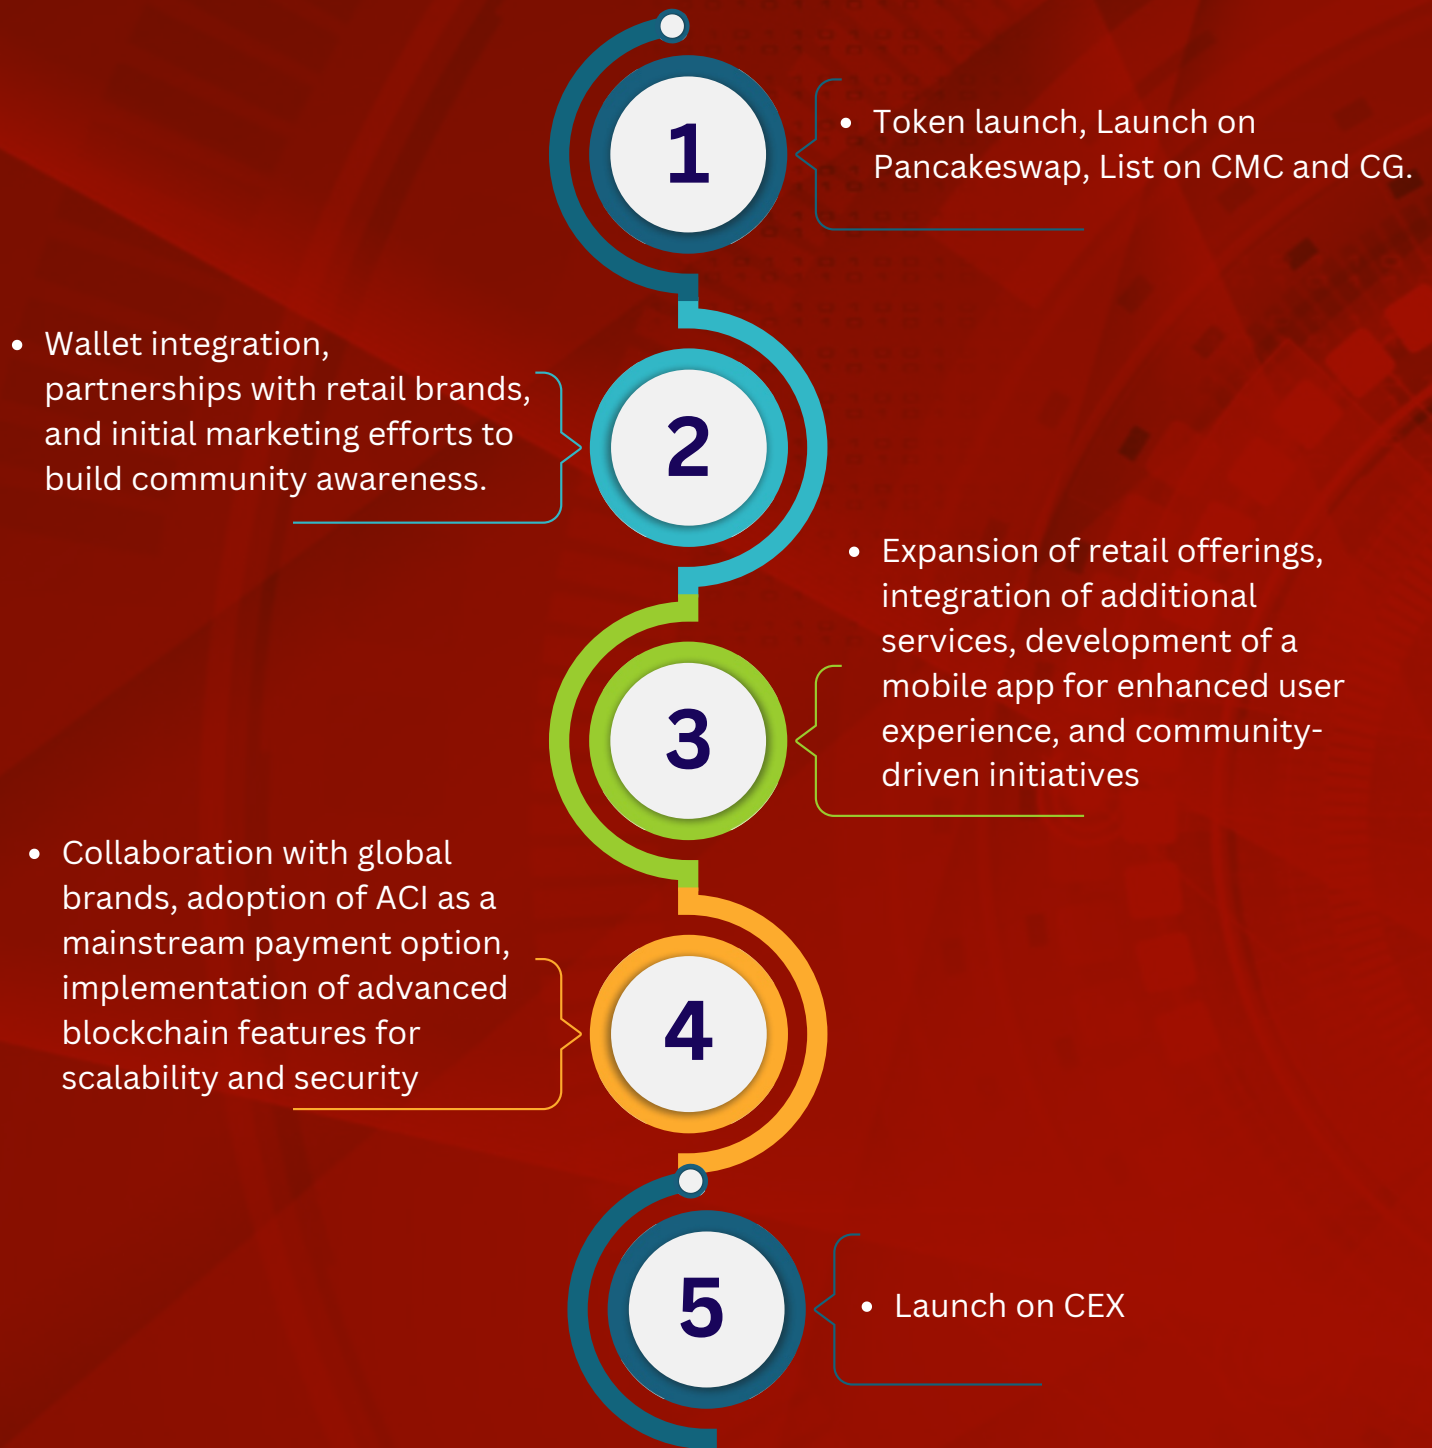 1
• Token launch, Launch on
Pancakeswap, List on CMC and CG.
2
• Wallet integration,
partnerships with retail brands,
and initial marketing efforts to
build community awareness.
3
• Expansion of retail offerings,
integration of additional
services, development of a
mobile app for enhanced user
experience, and community-
driven initiatives
4
• Collaboration with global
brands, adoption of ACI as a
mainstream payment option,
implementation of advanced
blockchain features for
scalability and security
5
• Launch on CEX